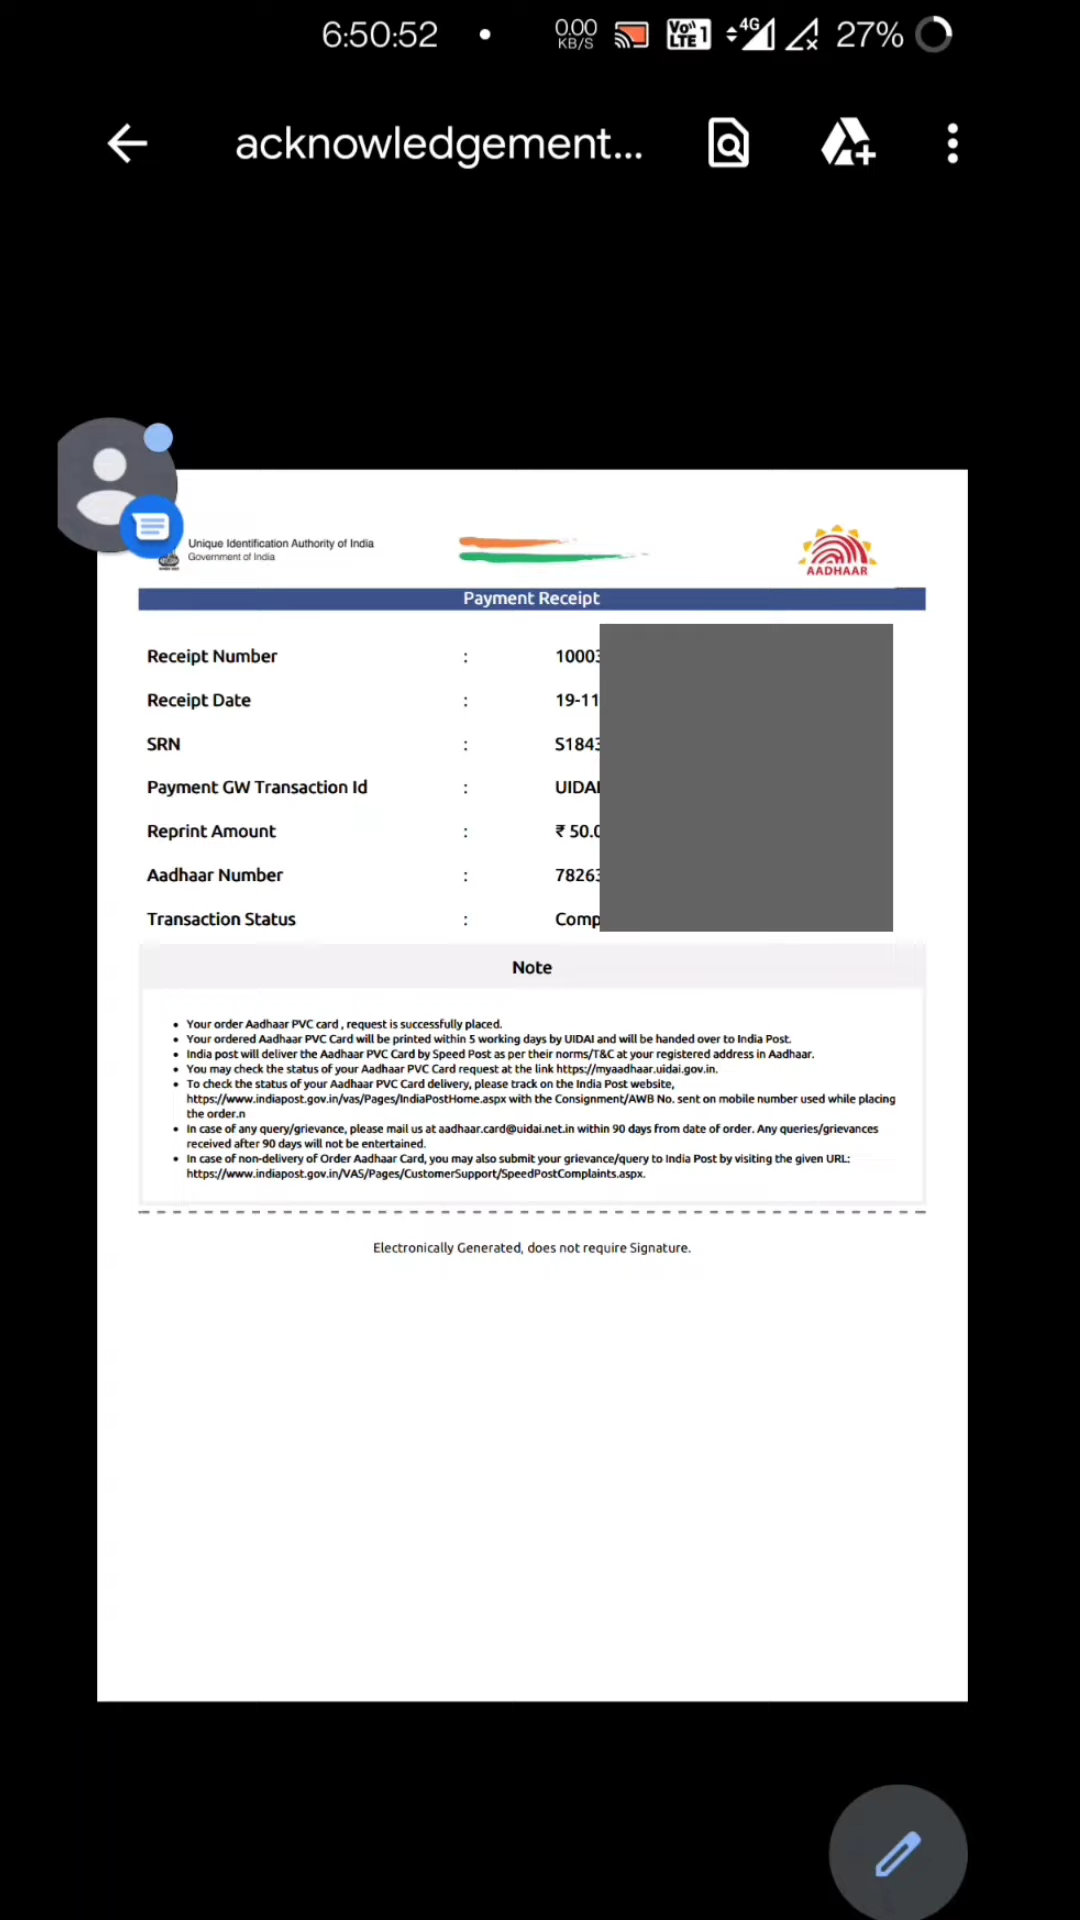 6:50:52 • 0.00 KB/S Vo)) LTE 1 4G 27%
acknowledgement...
Unique Identification Authority of India
Government of India
AADHAAR
Payment Receipt
Receipt Number : 10003
Receipt Date : 19-11
SRN : S1843
Payment GW Transaction Id : UIDAI
Reprint Amount : ₹ 50.0
Aadhaar Number : 78263
Transaction Status : Comp
Note
• Your order Aadhaar PVC card , request is successfully placed.
• Your ordered Aadhaar PVC Card will be printed within 5 working days by UIDAI and will be handed over to India Post.
• India post will deliver the Aadhaar PVC Card by Speed Post as per their norms/T&C at your registered address in Aadhaar.
• You may check the status of your Aadhaar PVC Card request at the link https://myaadhaar.uidai.gov.in.
• To check the status of your Aadhaar PVC Card delivery, please track on the India Post website,
https://www.indiapost.gov.in/vas/Pages/IndiaPostHome.aspx with the Consignment/AWB No. sent on mobile number used while placing
the order.n
• In case of any query/grievance, please mail us at aadhaar.card@uidai.net.in within 90 days from date of order. Any queries/grievances
received after 90 days will not be entertained.
• In case of non-delivery of Order Aadhaar Card, you may also submit your grievance/query to India Post by visiting the given URL:
https://www.indiapost.gov.in/VAS/Pages/CustomerSupport/SpeedPostComplaints.aspx.
Electronically Generated, does not require Signature.